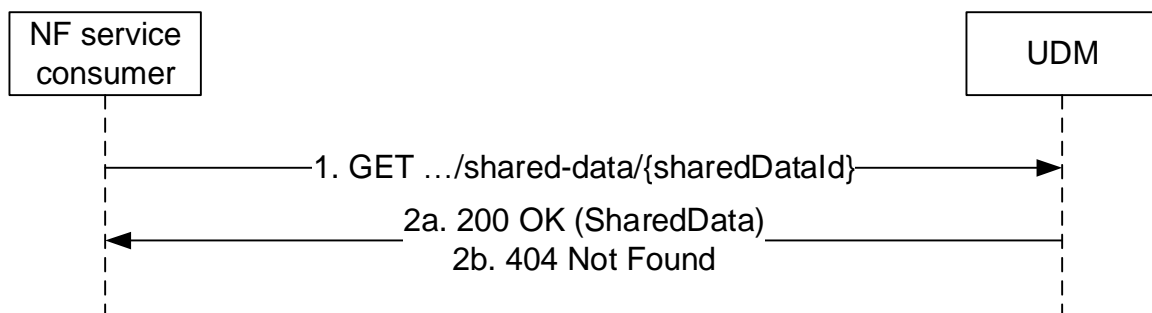 NF service
consumer
UDM
1. GET …/shared-data/{sharedDataId}
2a. 200 OK (SharedData)
2b. 404 Not Found